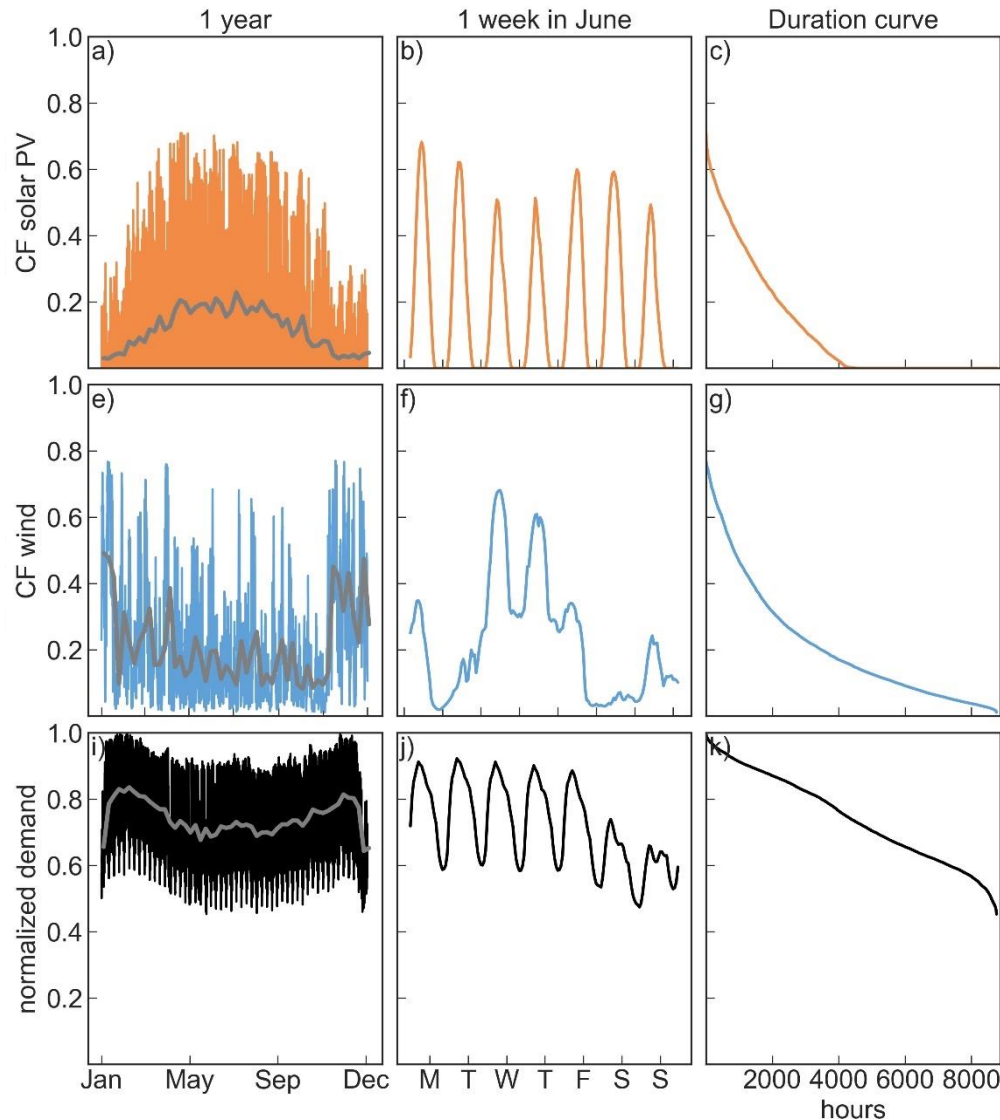 1 year
1 week in June
Duration curve
CF solar PV
1.0
0.8
0.6
0.4
0.2
a)
b)
c)
CF wind
1.0
0.8
0.6
0.4
0.2
e)
f)
g)
normalized demand
1.0
0.8
0.6
0.4
0.2
i)
j)
k)
Jan May Sep Dec
M T W T F S S
2000 4000 6000 8000
hours